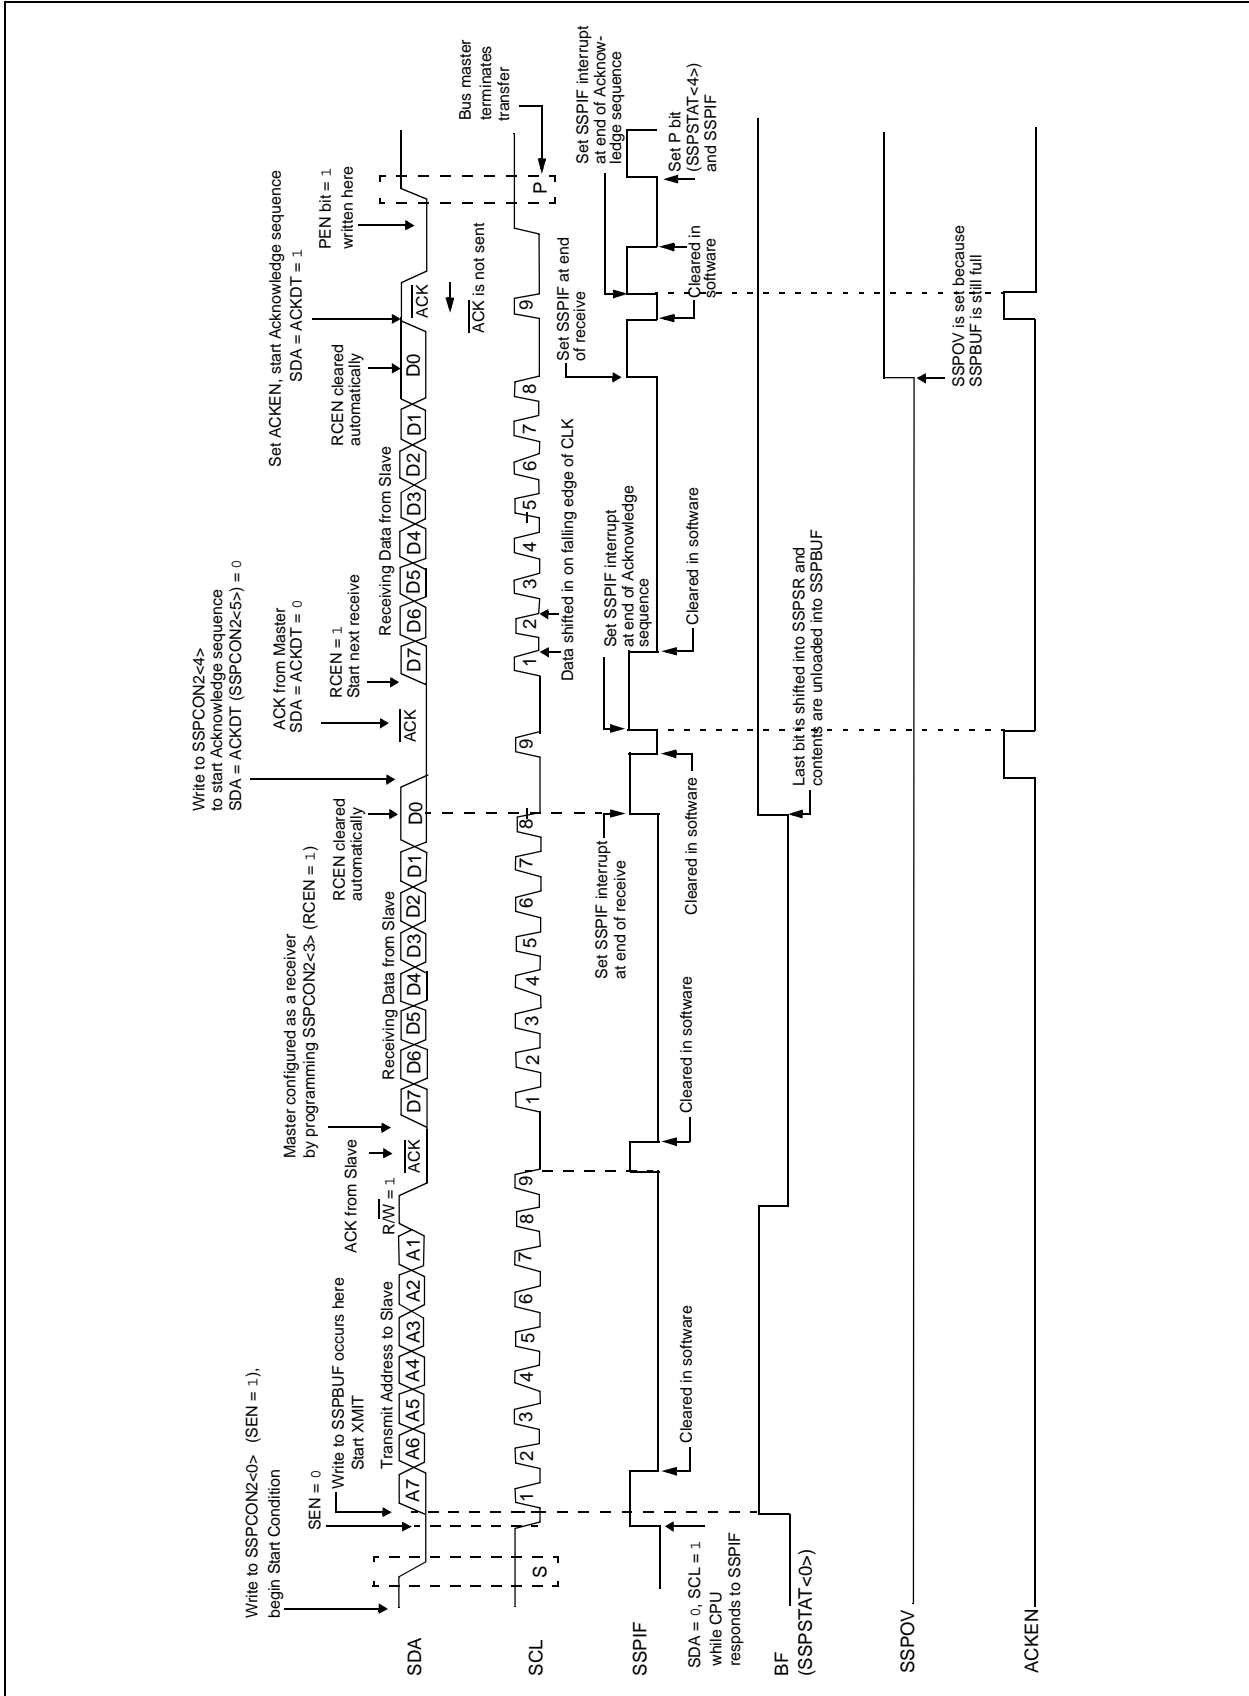 Write to SSPCON2<0> (SEN = 1),
begin Start Condition
SEN = 0
Write to SSPBUF occurs here
Start XMIT
Transmit Address to Slave
ACK from Slave
R/W = 1
Master configured as a receiver
by programming SSPCON2<3> (RCEN = 1)
Receiving Data from Slave
RCEN cleared
automatically
Write to SSPCON2<4>
to start Acknowledge sequence
SDA = ACKDT (SSPCON2<5>) = 0
ACK from Master
SDA = ACKDT = 0
RCEN = 1
Start next receive
Receiving Data from Slave
RCEN cleared
automatically
Set ACKEN, start Acknowledge sequence
SDA = ACKDT = 1
PEN bit = 1
written here
SDA
A7 A6 A5 A4 A3 A2 A1
ACK
D7 D6 D5 D4 D3 D2 D1 D0
ACK
D7 D6 D5 D4 D3 D2 D1 D0
ACK
ACK is not sent
Bus master
terminates
transfer
SCL
S
1 2 3 4 5 6 7 8 9
1 2 3 4 5 6 7 8 9
1 2 3 4 5 6 7 8 9
P
Data shifted in on falling edge of CLK
Set SSPIF interrupt
at end of receive
Set SSPIF interrupt
at end of Acknowledge
sequence
Set SSPIF at end
of receive
Set SSPIF interrupt
at end of Acknow-
ledge sequence
SSPIF
SDA = 0, SCL = 1
while CPU
responds to SSPIF
Cleared in software
Cleared in software
Cleared in software
Cleared in software
Cleared in
software
Set P bit
(SSPSTAT<4>)
and SSPIF
BF
(SSPSTAT<0>)
Last bit is shifted into SSPSR and
contents are unloaded into SSPBUF
SSPOV
SSPOV is set because
SSPBUF is still full
ACKEN